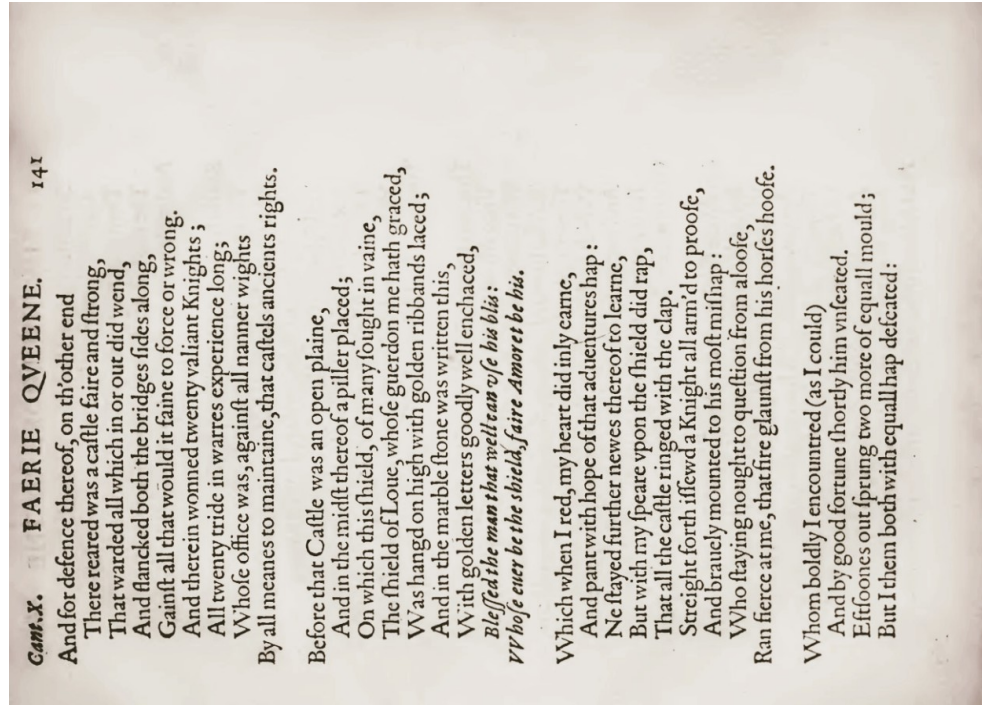 Cant.X. FAERIE QVEENE. 141
And for defence thereof, on th'other end
There reared was a caſtle faire and ſtrong,
That warded all which in or out did wend,
And flancked both the bridges ſides along,
Gainſt all that would it faine to force or wrong.
And therein wonned twenty valiant Knights;
All twenty tride in warres experience long;
Whoſe office was, againſt all manner wights
By all meanes to maintaine, that caſtels ancients rights.
Before that Caſtle was an open plaine,
And in the midſt thereof a piller placed;
On which this ſhield, of many ſought in vaine,
The ſhield of Loue, whoſe guerdon me hath graced,
Was hangd on high with golden ribbands laced;
And in the marble ſtone was written this,
With golden letters goodly well enchaced,
Bleſſed the man that well can vſe his blis:
VVhoſe euer be the shield, faire Amoret be his.
Which when I red, my heart did inly earne,
And pant with hope of that aduentures hap:
Ne ſtayed further newes thereof to learne,
But with my ſpeare vpon the ſhield did rap,
That all the caſtle ringed with the clap.
Streight forth iſſewd a Knight all arm'd to proofe,
And brauely mounted to his moſt miſhap:
Who ſtaying nought to queſtion from aloofe,
Ran fierce at me, that fire glaunſt from his horſes hoofe.
Whom boldly I encountred (as I could)
And by good fortune ſhortly him vnſeated.
Eftſoones out ſprung two more of equall mould;
But I them both with equall hap defeated: